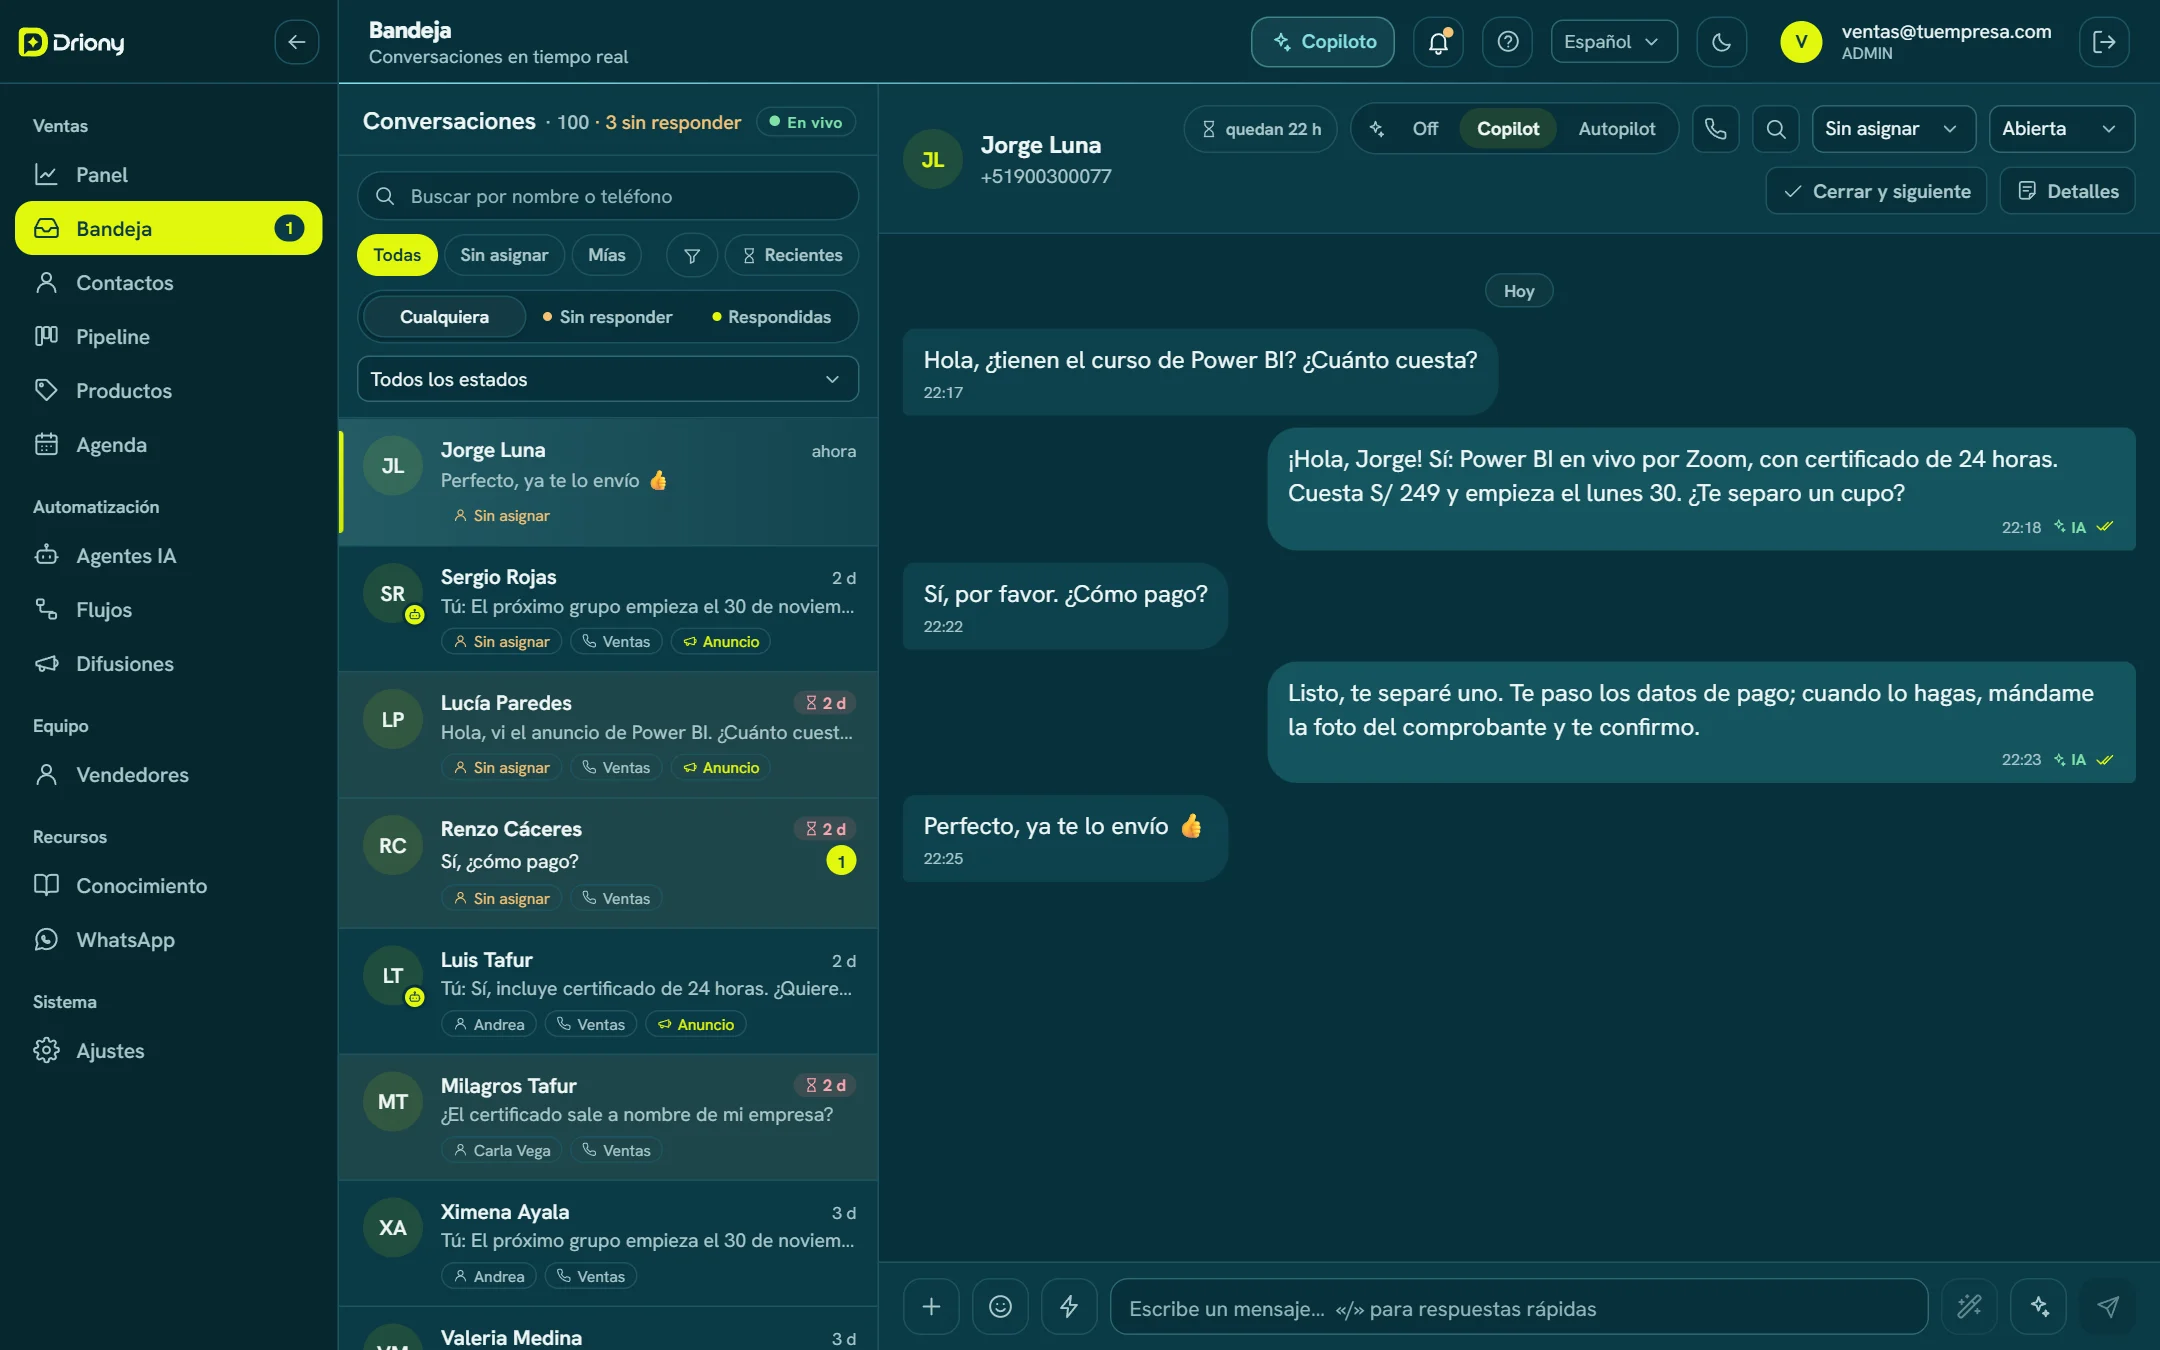 Driony
Ventas
Panel
Bandeja
1
Contactos
Pipeline
Productos
Agenda
Automatización
Agentes IA
Flujos
Difusiones
Equipo
Vendedores
Recursos
Conocimiento
WhatsApp
Sistema
Ajustes
Bandeja
Conversaciones en tiempo real
Copiloto
Español
V
ventas@tuempresa.com
ADMIN
Conversaciones · 100 · 3 sin responder
En vivo
Buscar por nombre o teléfono
Todas
Sin asignar
Mías
Recientes
Cualquiera
Sin responder
Respondidas
Todos los estados
JL
Jorge Luna
ahora
Perfecto, ya te lo envío 👍
Sin asignar
SR
Sergio Rojas
2 d
Tú: El próximo grupo empieza el 30 de noviem...
Sin asignar
Ventas
Anuncio
LP
Lucía Paredes
2 d
Hola, vi el anuncio de Power BI. ¿Cuánto cuest...
Sin asignar
Ventas
Anuncio
RC
Renzo Cáceres
2 d
Sí, ¿cómo pago?
1
Sin asignar
Ventas
LT
Luis Tafur
2 d
Tú: Sí, incluye certificado de 24 horas. ¿Quiere...
Andrea
Ventas
Anuncio
MT
Milagros Tafur
2 d
¿El certificado sale a nombre de mi empresa?
Carla Vega
Ventas
XA
Ximena Ayala
3 d
Tú: El próximo grupo empieza el 30 de noviem...
Andrea
Ventas
Valeria Medina
3 d
JL
Jorge Luna
+51900300077
quedan 22 h
Off
Copilot
Autopilot
Sin asignar
Abierta
Cerrar y siguiente
Detalles
Hoy
Hola, ¿tienen el curso de Power BI? ¿Cuánto cuesta?
22:17
¡Hola, Jorge! Sí: Power BI en vivo por Zoom, con certificado de 24 horas.
Cuesta S/ 249 y empieza el lunes 30. ¿Te separo un cupo?
22:18 IA
Sí, por favor. ¿Cómo pago?
22:22
Listo, te separé uno. Te paso los datos de pago; cuando lo hagas, mándame
la foto del comprobante y te confirmo.
22:23 IA
Perfecto, ya te lo envío 👍
22:25
Escribe un mensaje... «/» para respuestas rápidas